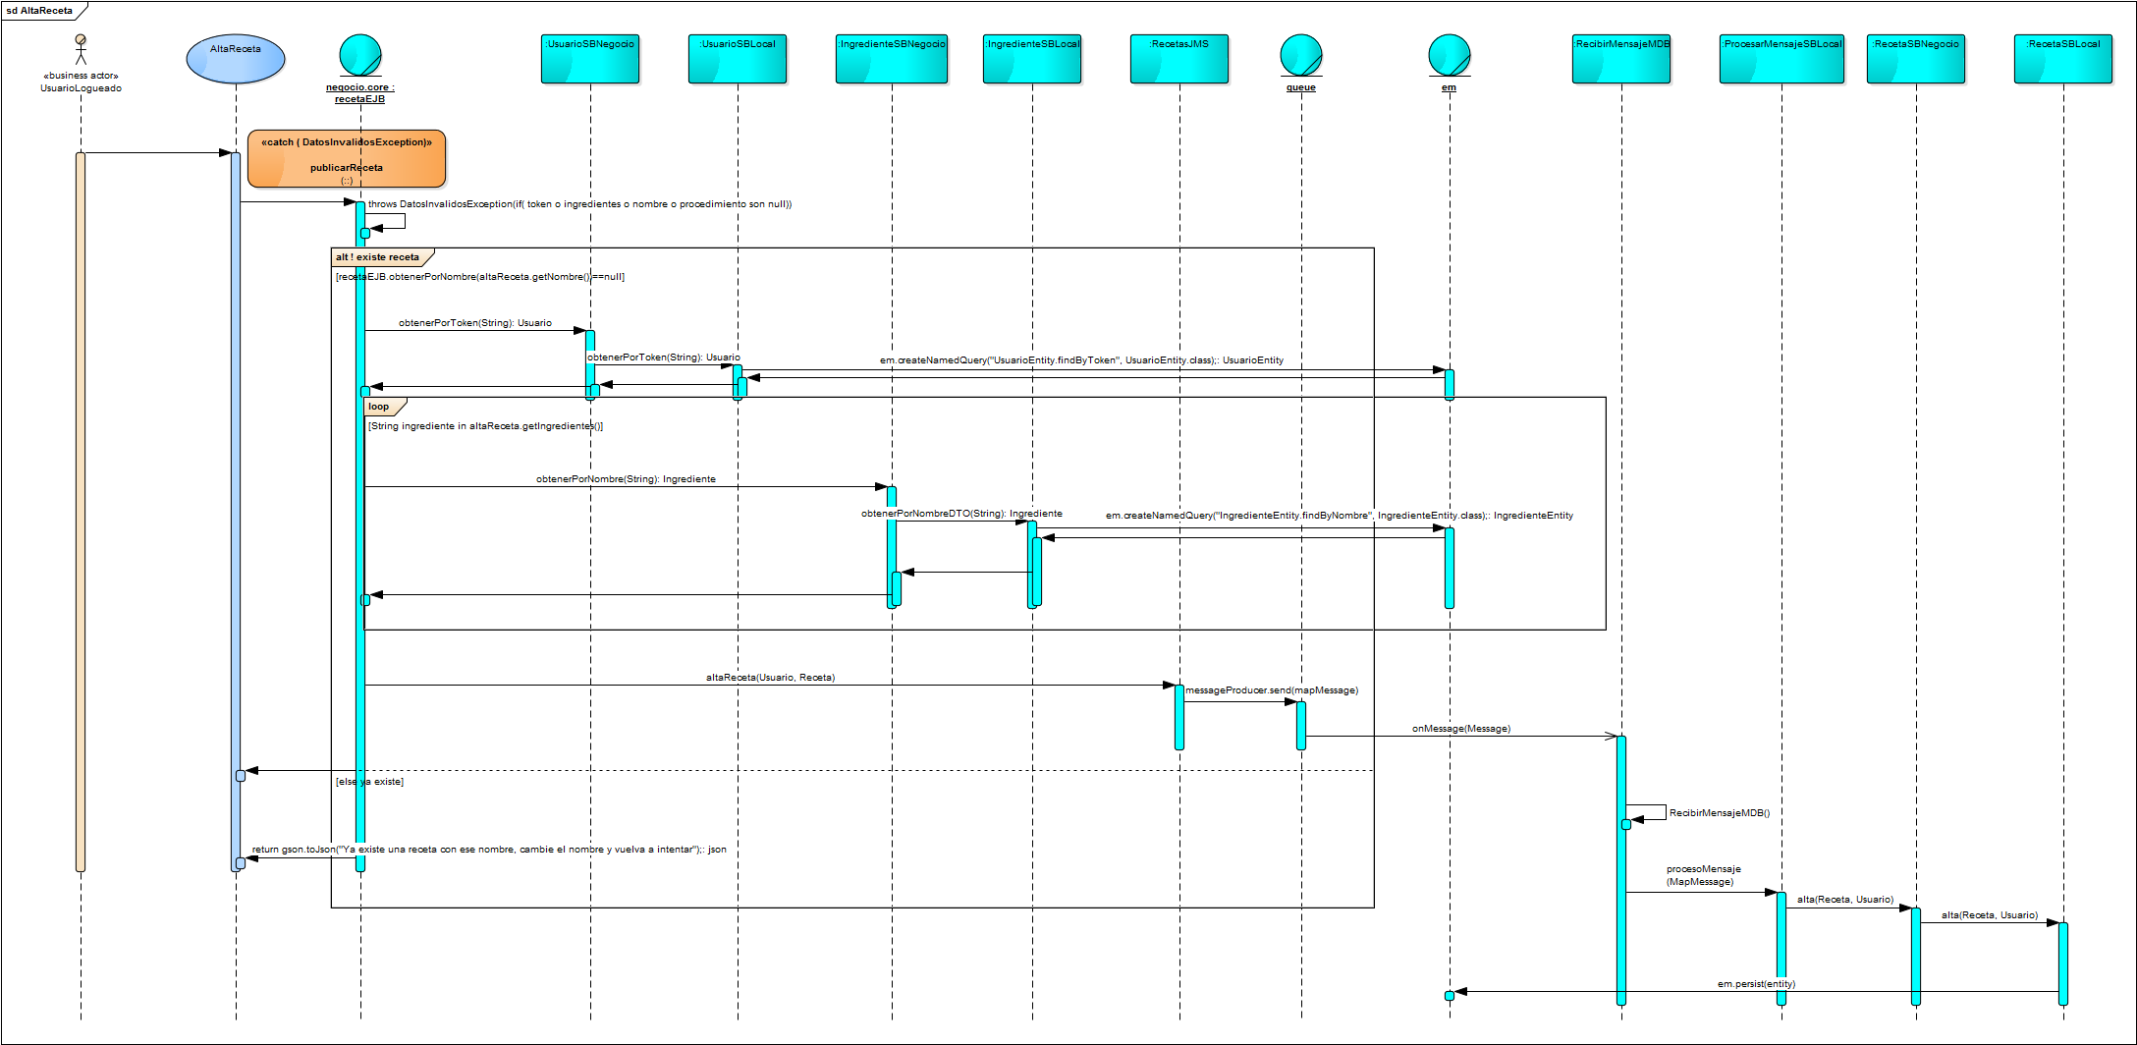 sd AltaReceta
«business actor»
UsuarioLogueado
AltaReceta
negocio.core :
recetaEJB
:UsuarioSBNegocio
:UsuarioSBLocal
:IngredienteSBNegocio
:IngredienteSBLocal
:RecetasJMS
queue
em
:RecibirMensajeMDB
:ProcesarMensajeSBLocal
:RecetaSBNegocio
:RecetaSBLocal
«catch ( DatosInvalidosException)»
publicarReceta
(::)
throws DatosInvalidosException(if( token o ingredientes o nombre o procedimiento son null))
alt ! existe receta
[recetaEJB.obtenerPorNombre(altaReceta.getNombre()==null]
obtenerPorToken(String): Usuario
obtenerPorToken(String): Usuario
em.createNamedQuery("UsuarioEntity.findByToken", UsuarioEntity.class);: UsuarioEntity
loop
[String ingrediente in altaReceta.getIngredientes()]
obtenerPorNombre(String): Ingrediente
obtenerPorNombreDTO(String): Ingrediente
em.createNamedQuery("IngredienteEntity.findByNombre", IngredienteEntity.class);: IngredienteEntity
altaReceta(Usuario, Receta)
messageProducer.send(mapMessage)
onMessage(Message)
[else ya existe]
RecibirMensajeMDB()
return gson.toJson("Ya existe una receta con ese nombre, cambie el nombre y vuelva a intentar");: json
procesoMensaje
(MapMessage)
alta(Receta, Usuario)
alta(Receta, Usuario)
em.persist(entity)